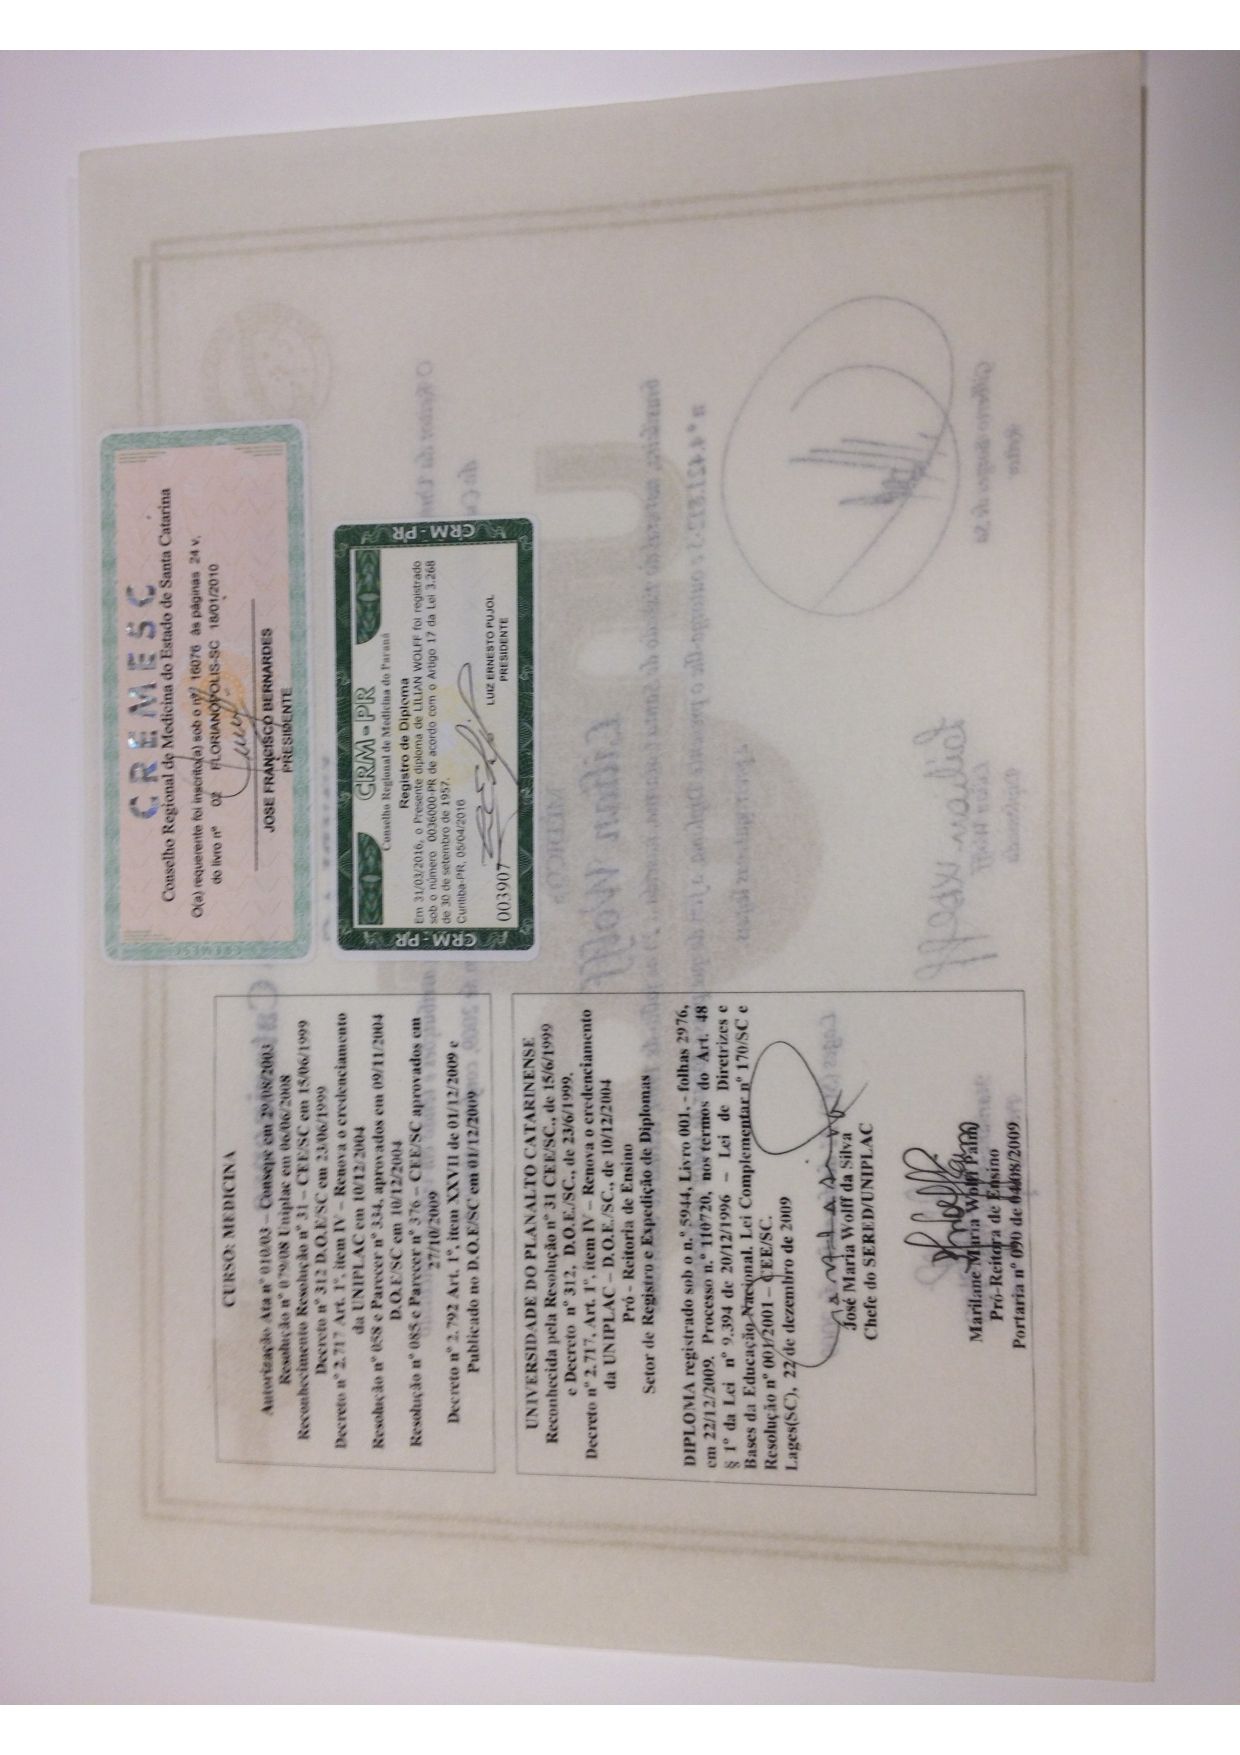 CURSO: MEDICINA
Autorização Ata nº 010/03 – Consepe em 29/08/2003
Resolução nº 079/08 Uniplac em 06/06/2008
Reconhecimento Resolução nº 31 – CEE/SC em 15/06/1999
Decreto nº 312 D.O.E/SC em 23/06/1999
Decreto nº 2.717 Art. 1º, item IV – Renova o credenciamento
da UNIPLAC em 10/12/2004
Resolução nº 058 e Parecer nº 334, aprovados em 09/11/2004
D.O.E/SC em 10/12/2004
Resolução nº 085 e Parecer nº 376 – CEE/SC aprovados em
27/10/2009
Decreto nº 2.792 Art. 1º, item XXVII de 01/12/2009 e
Publicado no D.O.E/SC em 01/12/2009
UNIVERSIDADE DO PLANALTO CATARINENSE
Reconhecida pela Resolução nº 31 CEE/SC., de 15/6/1999
e Decreto nº 312, D.O.E./SC., de 23/6/1999.
Decreto nº 2.717, Art. 1º, item IV – Renova o credenciamento
da UNIPLAC – D.O.E./SC., de 10/12/2004
Pró - Reitoria de Ensino
Setor de Registro e Expedição de Diplomas
DIPLOMA registrado sob o n.º 5944, Livro 001, - folhas 2976,
em 22/12/2009. Processo n.º 110720, nos termos do Art. 48
§ 1º da Lei nº 9.394 de 20/12/1996 – Lei de Diretrizes e
Bases da Educação Nacional. Lei Complementar nº 170/SC e
Resolução nº 001/2001 – CEE/SC.
Lages(SC), 22 de dezembro de 2009
José Maria Wolff da Silva
Chefe do SERED/UNIPLAC
Marilane Maria Wolff Paim
Pró-Reitora de Ensino
Portaria nº 090 de 04/08/2009
CREMESC
Conselho Regional de Medicina do Estado de Santa Catarina
O(a) requerente foi inscrito(a) sob o nº 16076 às páginas 24 v,
do livro nº 02 FLORIANÓPOLIS-SC 18/01/2010
JOSE FRANCISCO BERNARDES
PRESIDENTE
CREMESC
CRM-PR
CRM-PR
Conselho Regional de Medicina do Paraná
Registro de Diploma
Em 31/03/2016, o Presente diploma de LILIAN WOLFF foi registrado
sob o número 0036000-PR de acordo com o Artigo 17 da Lei 3.268
de 30 de setembro de 1957.
Curitiba-PR, 05/04/2016
003907
LUIZ ERNESTO PUJOL
PRESIDENTE
CRM-PR
CRM-PR
CRM-PR
Lilian Wolff